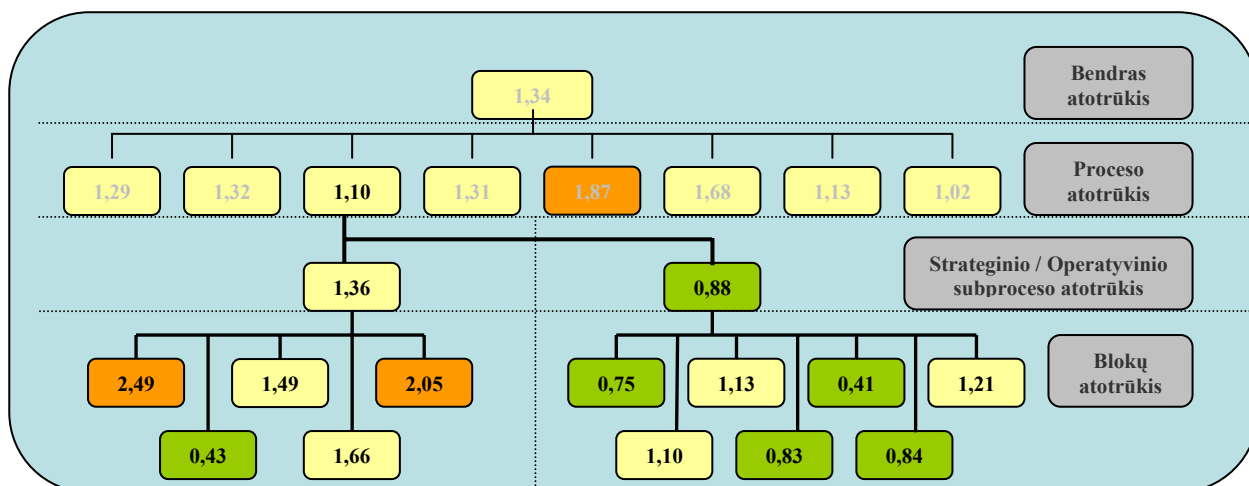 Bendras
atotrūkis
1,34
1,29 1,32 1,10 1,31 1,87 1,68 1,13 1,02
Proceso
atotrūkis
1,36 0,88
Strateginio / Operatyvinio
subproceso atotrūkis
2,49 1,49 2,05 0,75 1,13 0,41 1,21
Blokų
atotrūkis
0,43 1,66 1,10 0,83 0,84